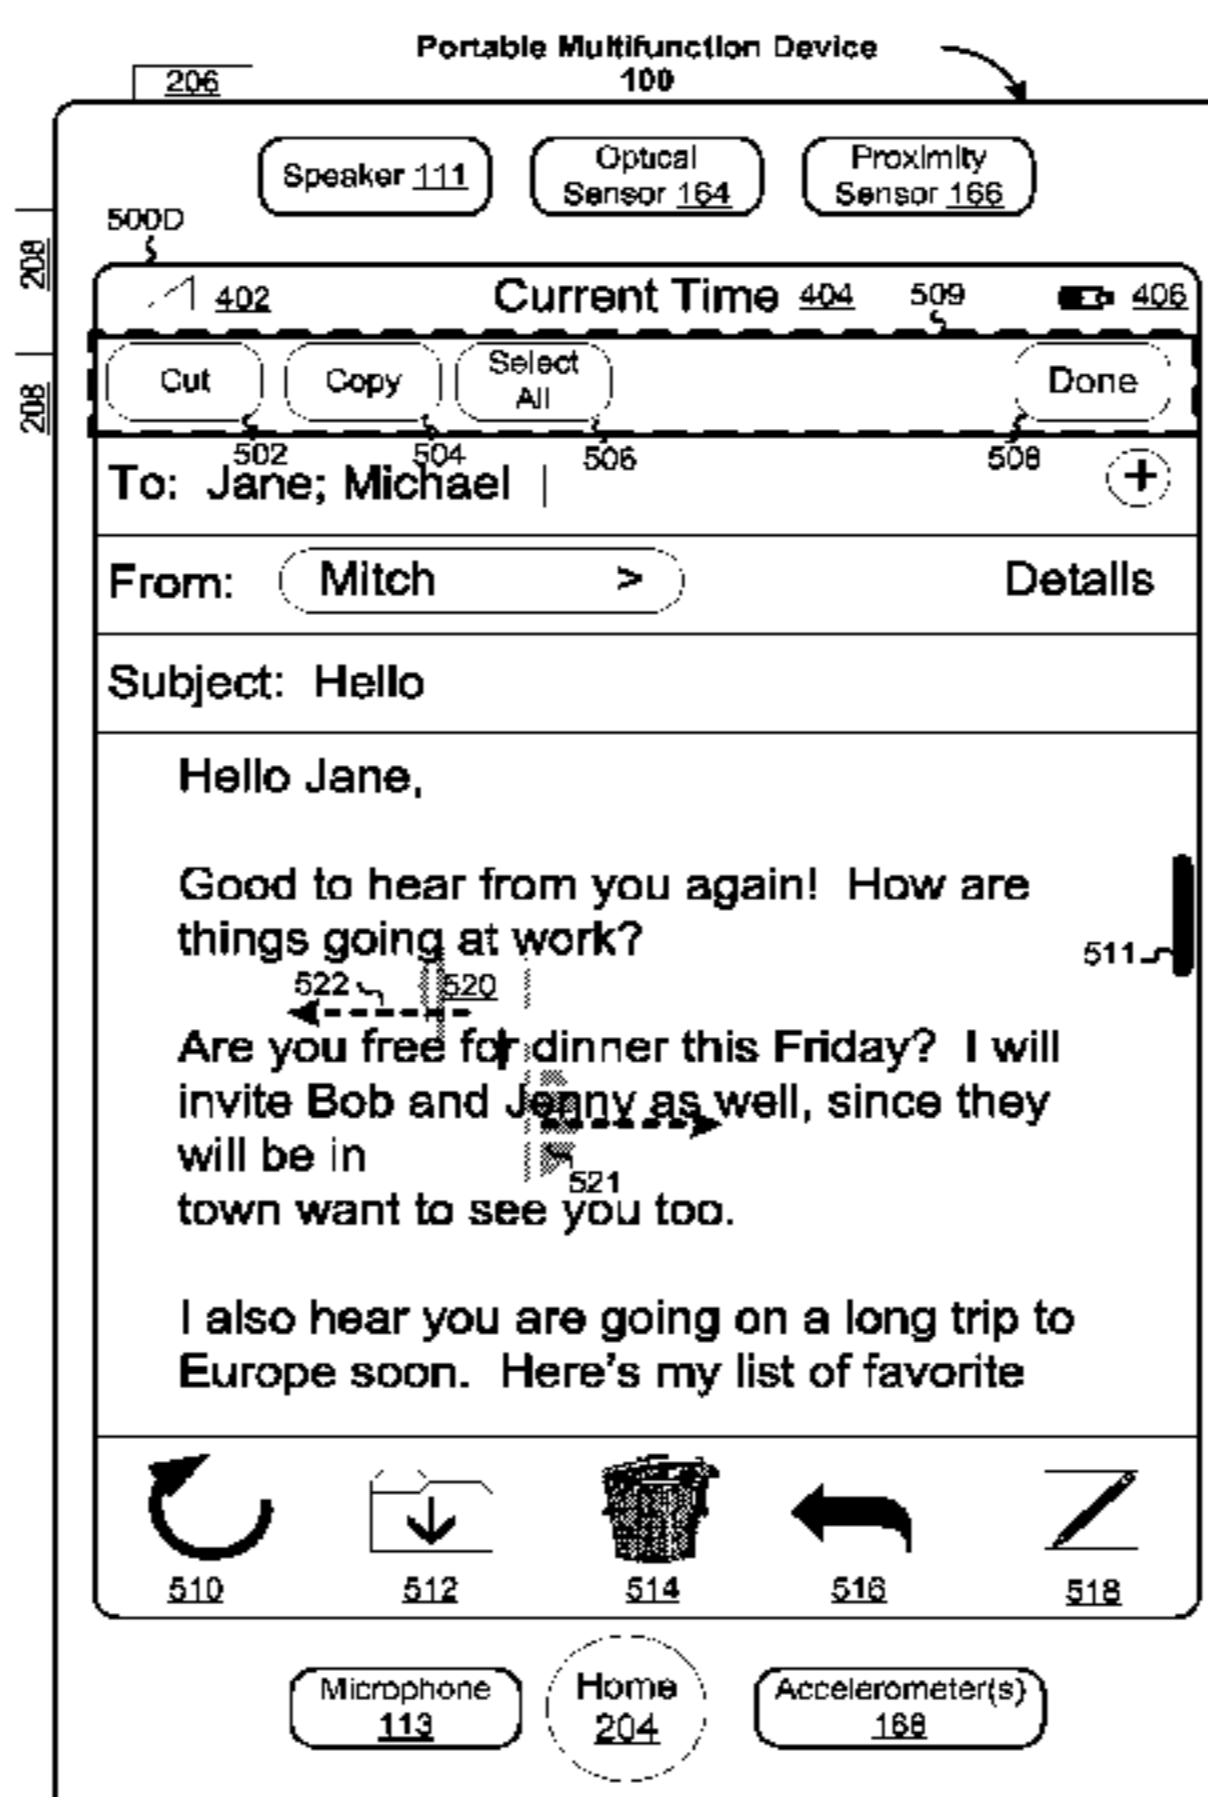 Portable Multifunction Device
100
206
Speaker 111
Optical
Sensor 164
Proximity
Sensor 166
500D
208
208
402
Current Time 404
509
406
Cut
Copy
Select
All
Done
502
504
506
508
To: Jane; Michael
+
From: Mitch >
Details
Subject: Hello
Hello Jane,
Good to hear from you again! How are
things going at work?
511
522
520
Are you free for dinner this Friday? I will
invite Bob and Jenny as well, since they
will be in
521
town want to see you too.
I also hear you are going on a long trip to
Europe soon. Here's my list of favorite
510
512
514
516
518
Microphone
113
Home
204
Accelerometer(s)
168